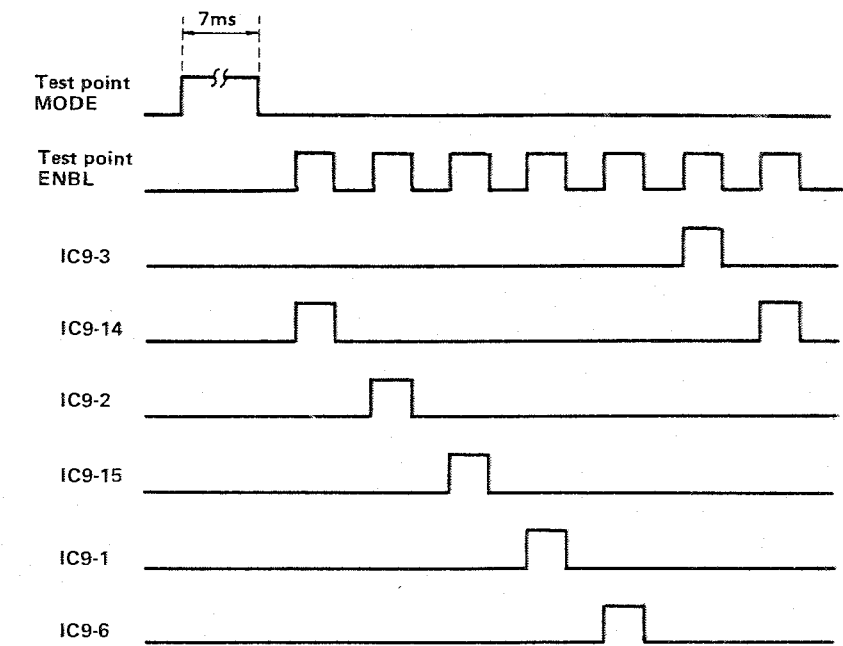 7ms
Test point
MODE
Test point
ENBL
IC9-3
IC9-14
IC9-2
IC9-15
IC9-1
IC9-6